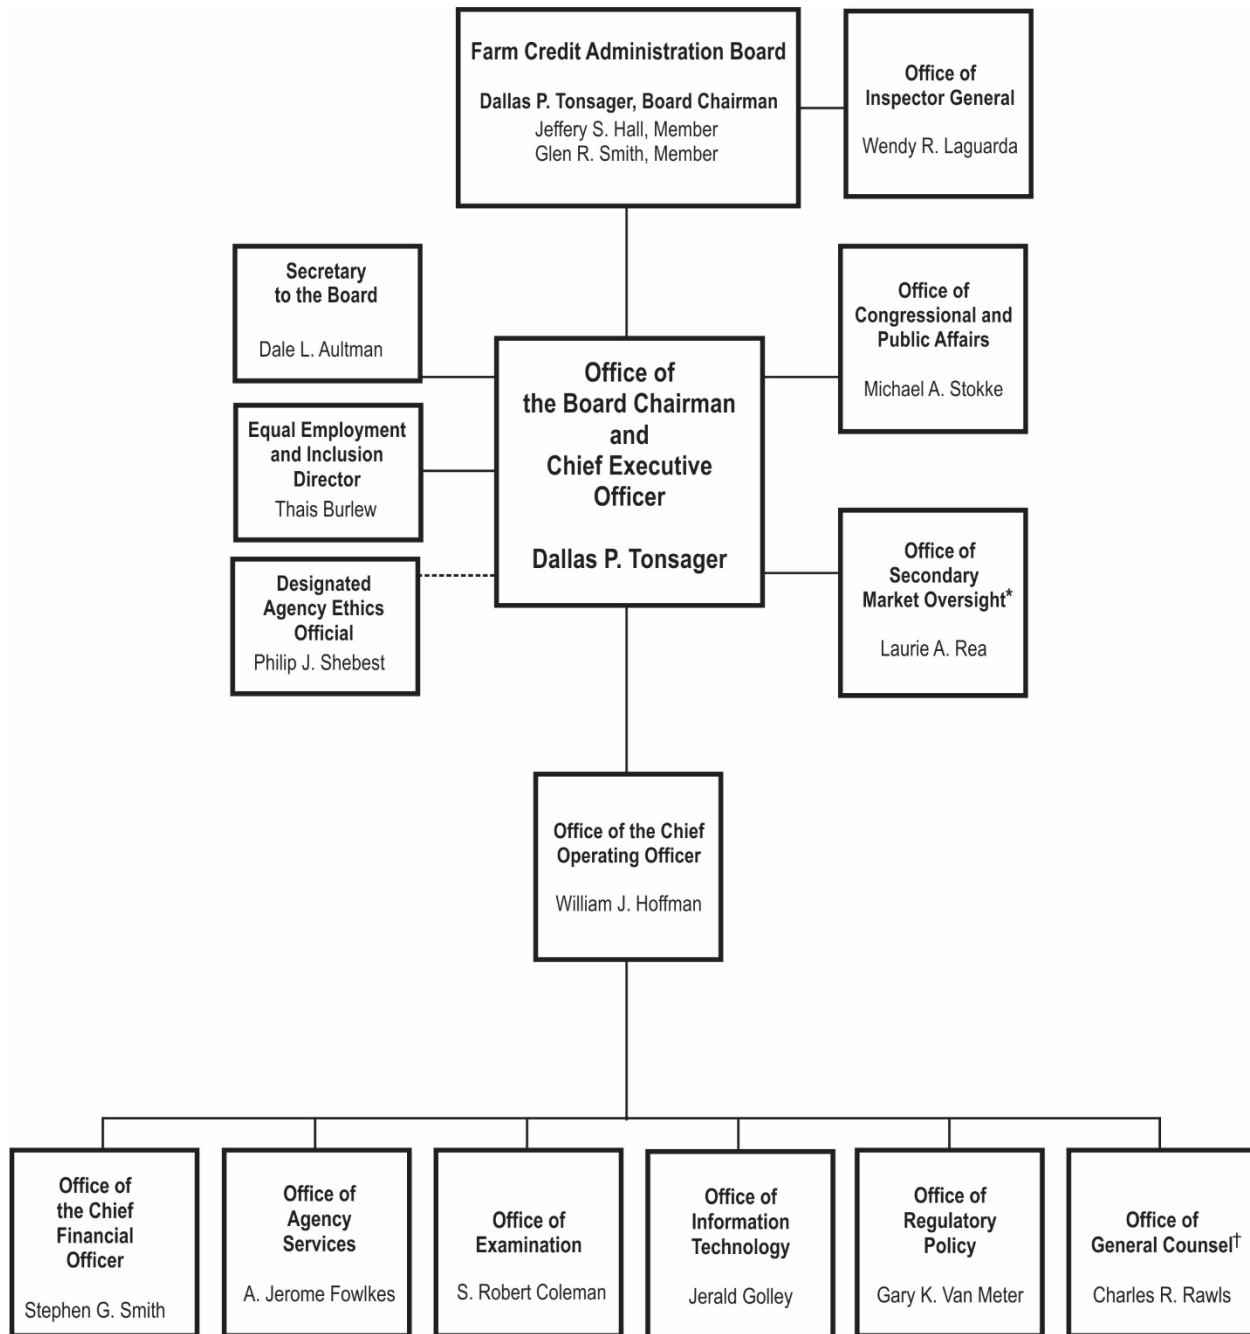 Farm Credit Administration Board
Dallas P. Tonsager, Board Chairman
Jeffery S. Hall, Member
Glen R. Smith, Member
Office of
Inspector General
Wendy R. Laguarda
Secretary
to the Board
Dale L. Aultman
Office of
Congressional and
Public Affairs
Michael A. Stokke
Office of
the Board Chairman
and
Chief Executive
Officer
Dallas P. Tonsager
Equal Employment
and Inclusion
Director
Thais Burlew
Designated
Agency Ethics
Official
Philip J. Shebest
Office of
Secondary
Market Oversight*
Laurie A. Rea
Office of the Chief
Operating Officer
William J. Hoffman
Office of
the Chief
Financial
Officer
Stephen G. Smith
Office of
Agency
Services
A. Jerome Fowlkes
Office of
Examination
S. Robert Coleman
Office of
Information
Technology
Jerald Golley
Office of
Regulatory
Policy
Gary K. Van Meter
Office of
General Counsel†
Charles R. Rawls